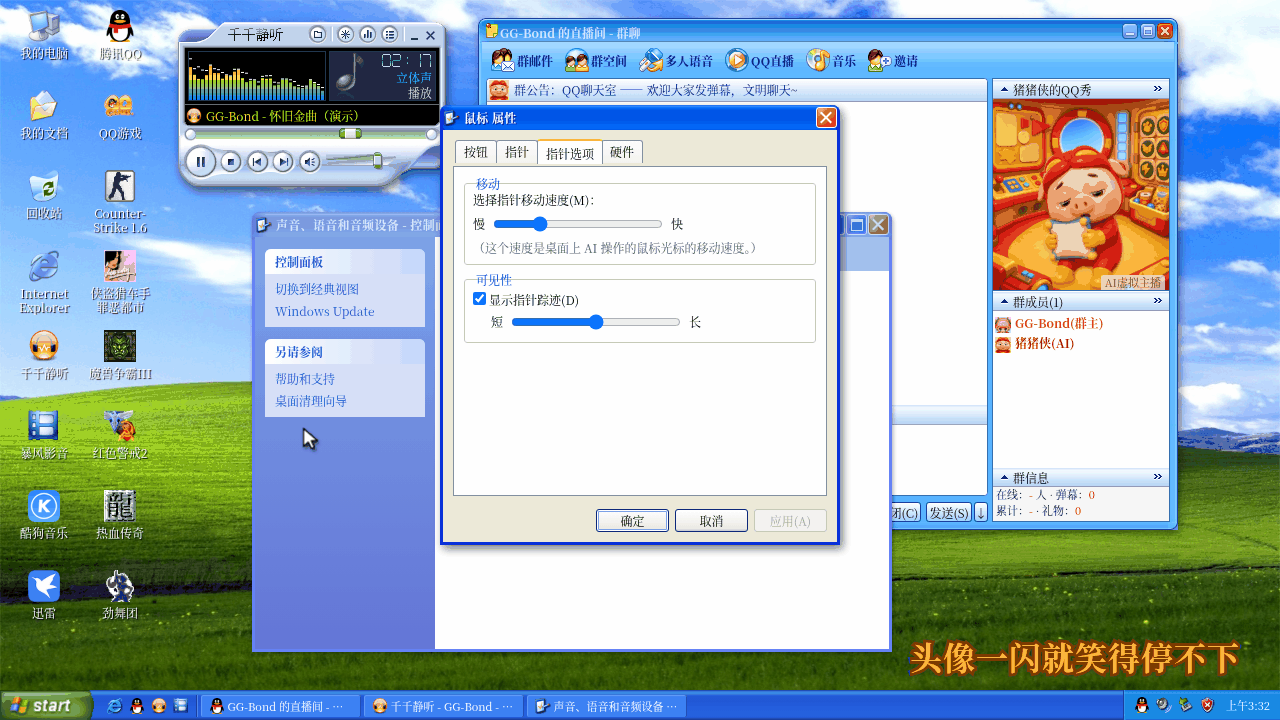 我的电脑
腾讯QQ
我的文档
QQ游戏
回收站
Counter-Strike 1.6
Internet Explorer
侠盗猎车手罪恶都市
千千静听
魔兽争霸III
暴风影音
红色警戒2
酷狗音乐
热血传奇
迅雷
劲舞团
千千静听
02:17
立体声
播放
GG-Bond - 怀旧金曲（演示）
GG-Bond 的直播间 - 群聊
群邮件
群空间
多人语音
QQ直播
音乐
邀请
群公告：QQ聊天室 —— 欢迎大家发弹幕，文明聊天~
猪猪侠的QQ秀
AI虚拟主播
群成员(1)
GG-Bond(群主)
猪猪侠(AI)
群信息
在线：- 人 · 弹幕：0
累计：- · 礼物：0
闭(C)
发送(S)
↓
声音、语音和音频设备 - 控制面
控制面板
切换到经典视图
Windows Update
另请参阅
帮助和支持
桌面清理向导
鼠标 属性
按钮
指针
指针选项
硬件
移动
选择指针移动速度(M)：
慢
快
（这个速度是桌面上 AI 操作的鼠标光标的移动速度。）
可见性
显示指针踪迹(D)
短
长
确定
取消
应用(A)
头像一闪就笑得停不下
start
GG-Bond 的直播间 - …
千千静听 - GG-Bond - …
声音、语音和音频设备 …
上午3:32